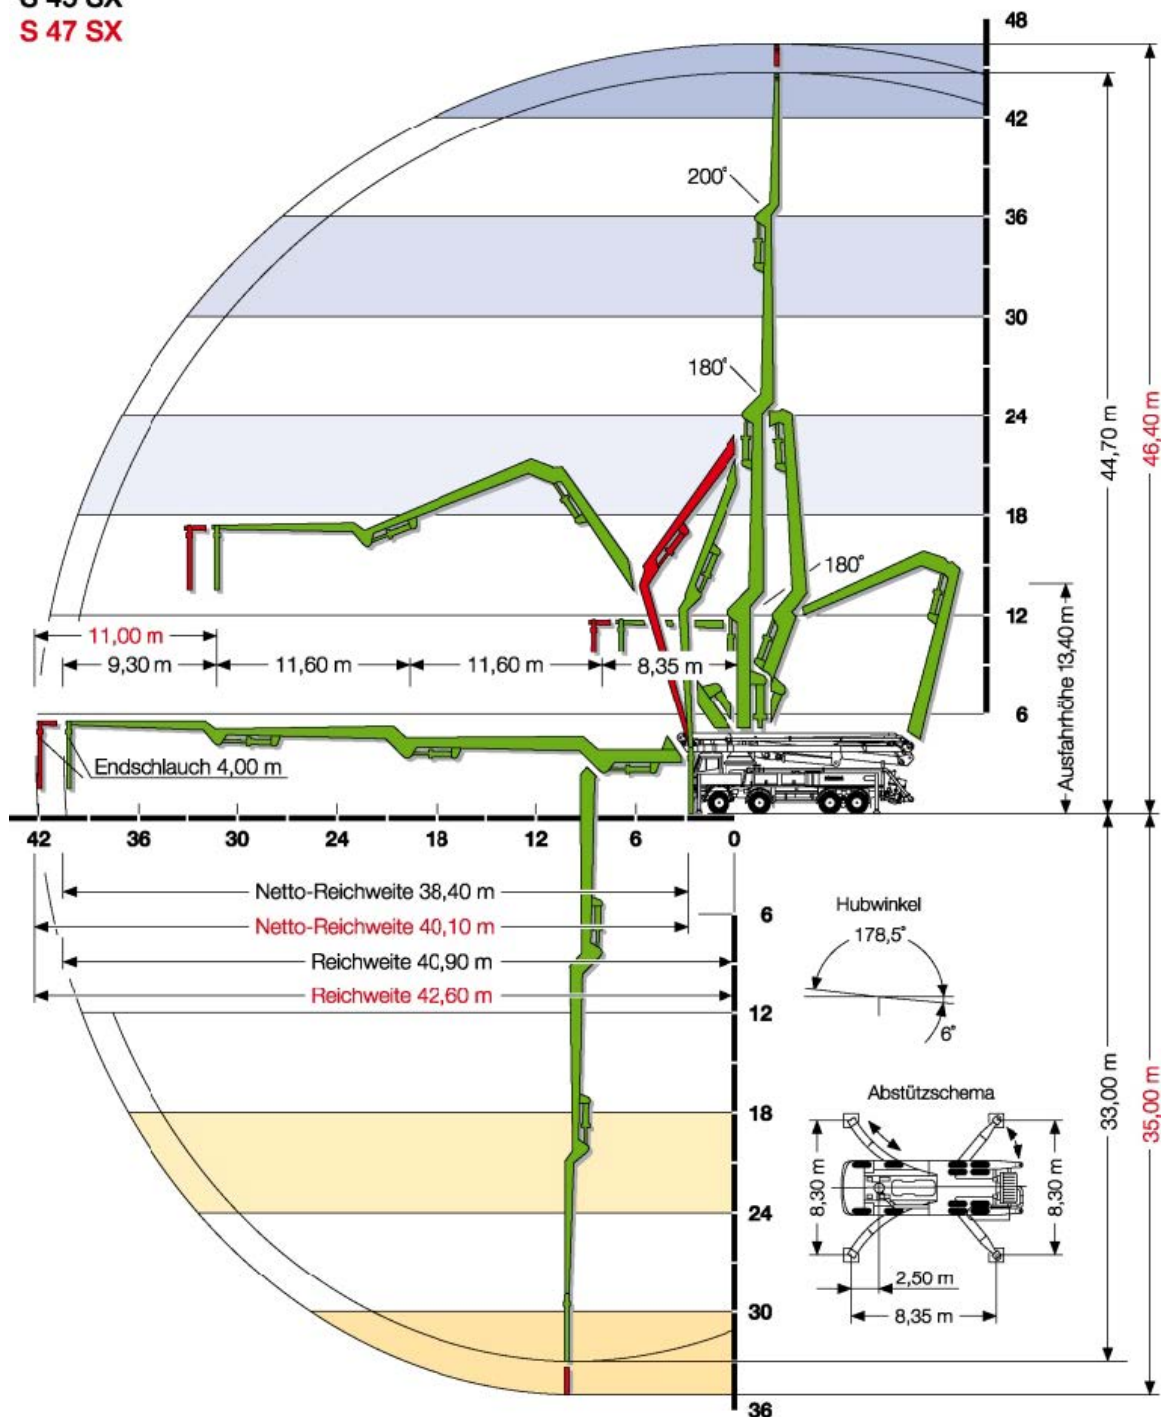 S 45 SX
S 47 SX
48
42
200°
36
30
180°
24
44,70 m
46,40 m
18
180°
12
11,00 m
9,30 m
11,60 m
11,60 m
8,35 m
6
Ausfahrhöhe 13,40 m
Endschlauch 4,00 m
42
36
30
24
18
12
6
0
Netto-Reichweite 38,40 m
Netto-Reichweite 40,10 m
Reichweite 40,90 m
Reichweite 42,60 m
6
Hubwinkel
178,5°
6°
12
33,00 m
35,00 m
18
Abstützschema
8,30 m
8,30 m
24
2,50 m
8,35 m
30
36